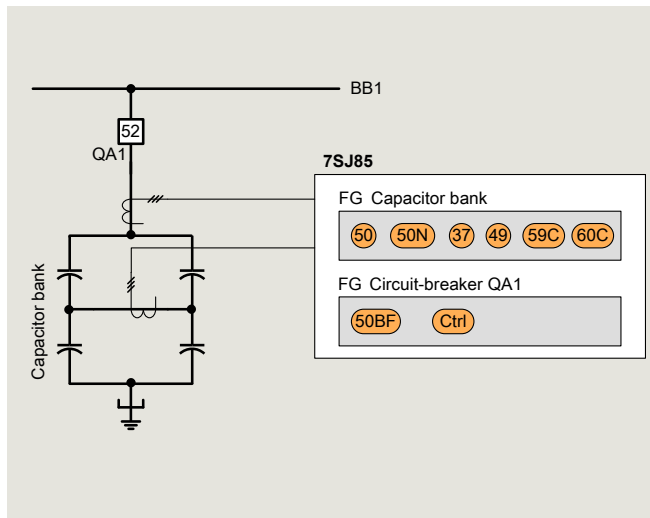 BB1
52
QA1
7SJ85
FG Capacitor bank
50 50N 37 49 59C 60C
FG Circuit-breaker QA1
50BF Ctrl
Capacitor bank